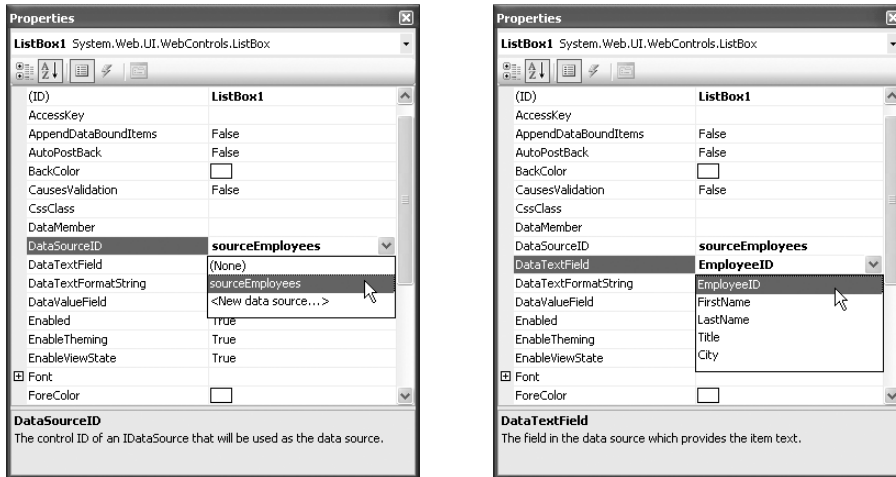 Properties
ListBox1 System.Web.UI.WebControls.ListBox
(ID) ListBox1
AccessKey
AppendDataBoundItems False
AutoPostBack False
BackColor
CausesValidation False
CssClass
DataMember
DataSourceID sourceEmployees
DataTextField (None)
DataTextFormatString sourceEmployees
DataValueField <New data source...>
Enabled True
EnableTheming True
EnableViewState True
Font
ForeColor
DataSourceID
The control ID of an IDataSource that will be used as the data source.
Properties
ListBox1 System.Web.UI.WebControls.ListBox
(ID) ListBox1
AccessKey
AppendDataBoundItems False
AutoPostBack False
BackColor
CausesValidation False
CssClass
DataMember
DataSourceID sourceEmployees
DataTextField EmployeeID
DataTextFormatString EmployeeID
DataValueField FirstName
Enabled LastName
EnableTheming Title
EnableViewState City
Font
ForeColor
DataTextField
The field in the data source which provides the item text.